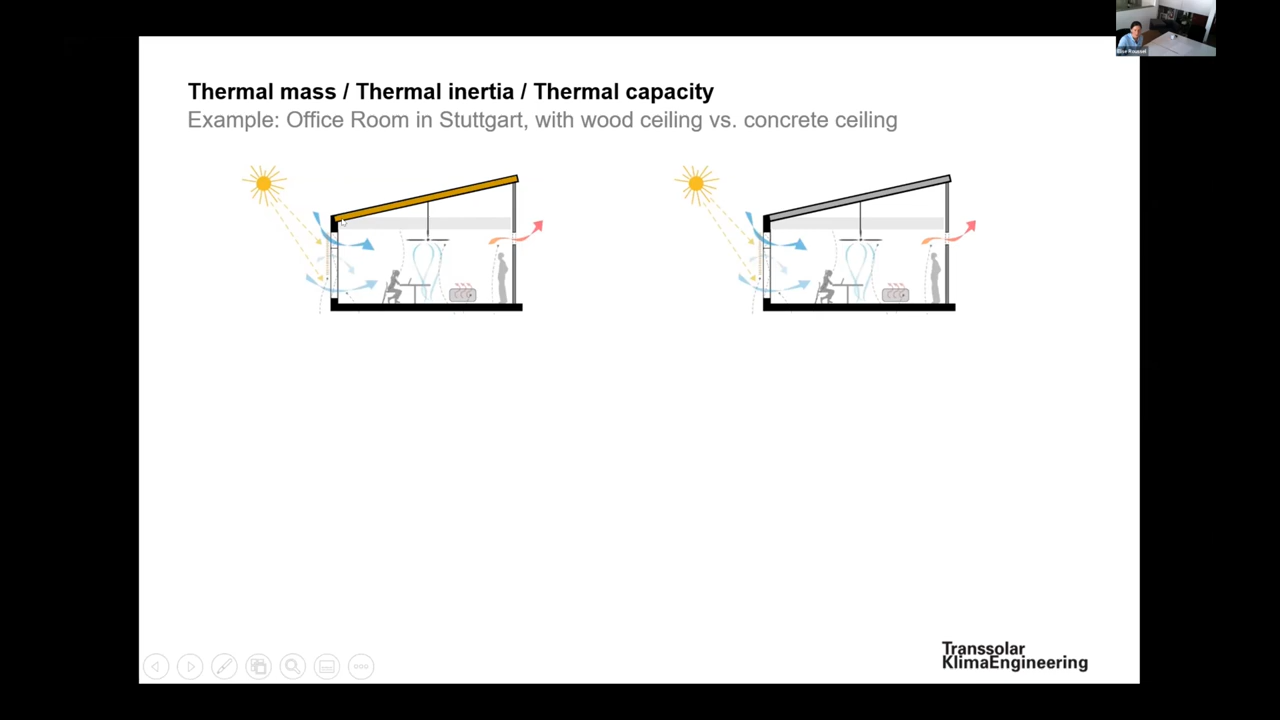 Thermal mass / Thermal inertia / Thermal capacity
Example: Office Room in Stuttgart, with wood ceiling vs. concrete ceiling
Transsolar
KlimaEngineering